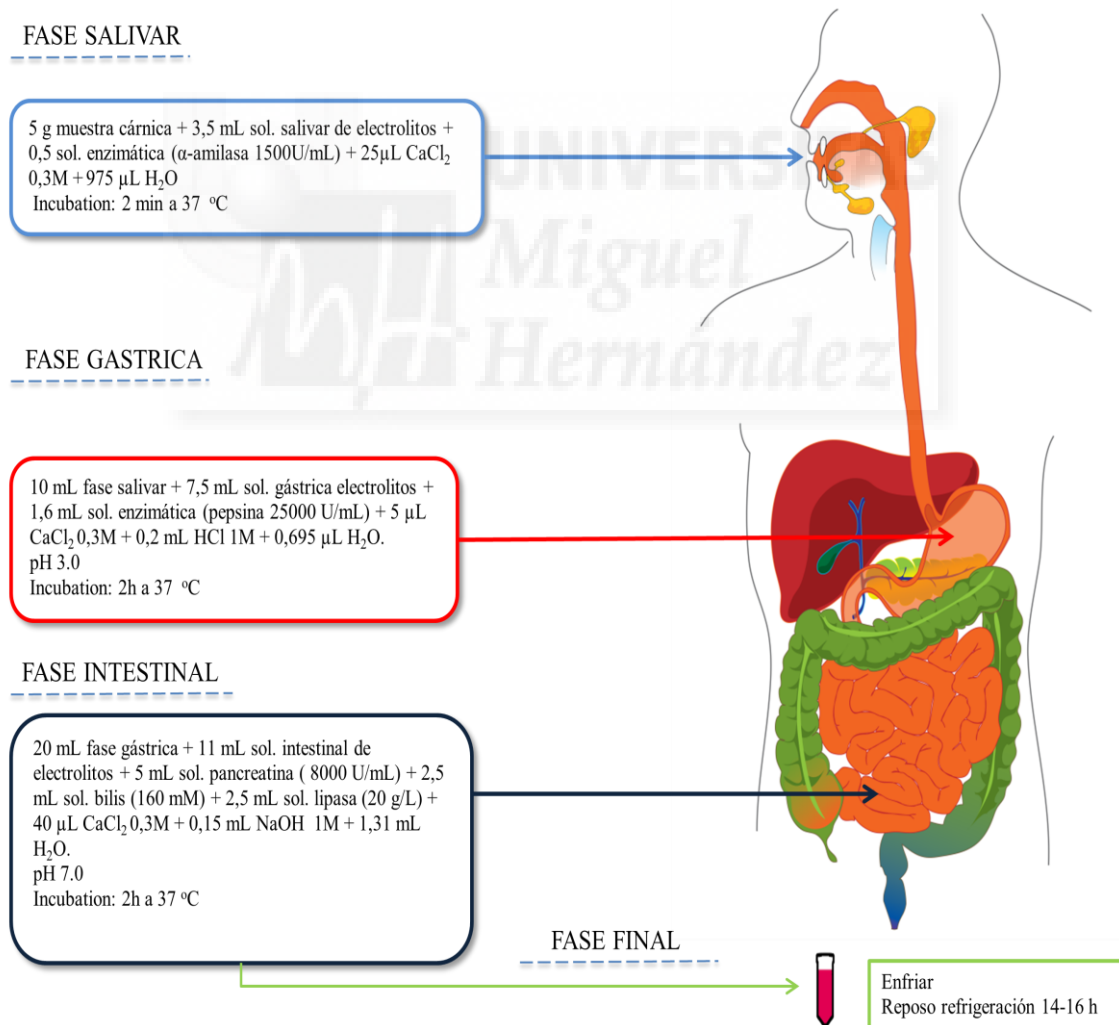 FASE SALIVAR
5 g muestra cárnica + 3,5 mL sol. salivar de electrolitos +
0,5 sol. enzimática (α-amilasa 1500U/mL) + 25µL CaCl₂
0,3M + 975 µL H₂O
Incubation: 2 min a 37 ºC
UNIVERSITAS
Miguel
Hernández
FASE GASTRICA
10 mL fase salivar + 7,5 mL sol. gástrica electrolitos +
1,6 mL sol. enzimática (pepsina 25000 U/mL) + 5 µL
CaCl₂ 0,3M + 0,2 mL HCl 1M + 0,695 µL H₂O.
pH 3.0
Incubation: 2h a 37 ºC
FASE INTESTINAL
20 mL fase gástrica + 11 mL sol. intestinal de
electrolitos + 5 mL sol. pancreatina ( 8000 U/mL) + 2,5
mL sol. bilis (160 mM) + 2,5 mL sol. lipasa (20 g/L) +
40 µL CaCl₂ 0,3M + 0,15 mL NaOH 1M + 1,31 mL
H₂O.
pH 7.0
Incubation: 2h a 37 ºC
FASE FINAL
Enfriar
Reposo refrigeración 14-16 h